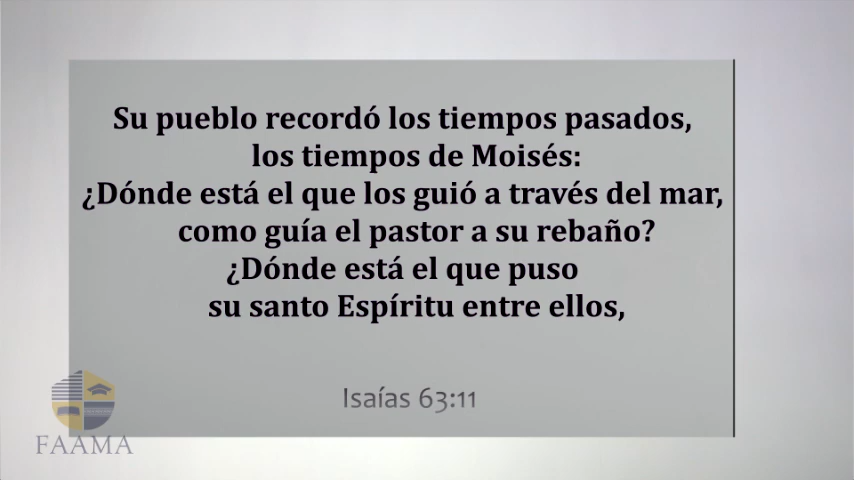 Su pueblo recordó los tiempos pasados,
los tiempos de Moisés:
¿Dónde está el que los guió a través del mar,
como guía el pastor a su rebaño?
¿Dónde está el que puso
su santo Espíritu entre ellos,
Isaías 63:11
FAAMA